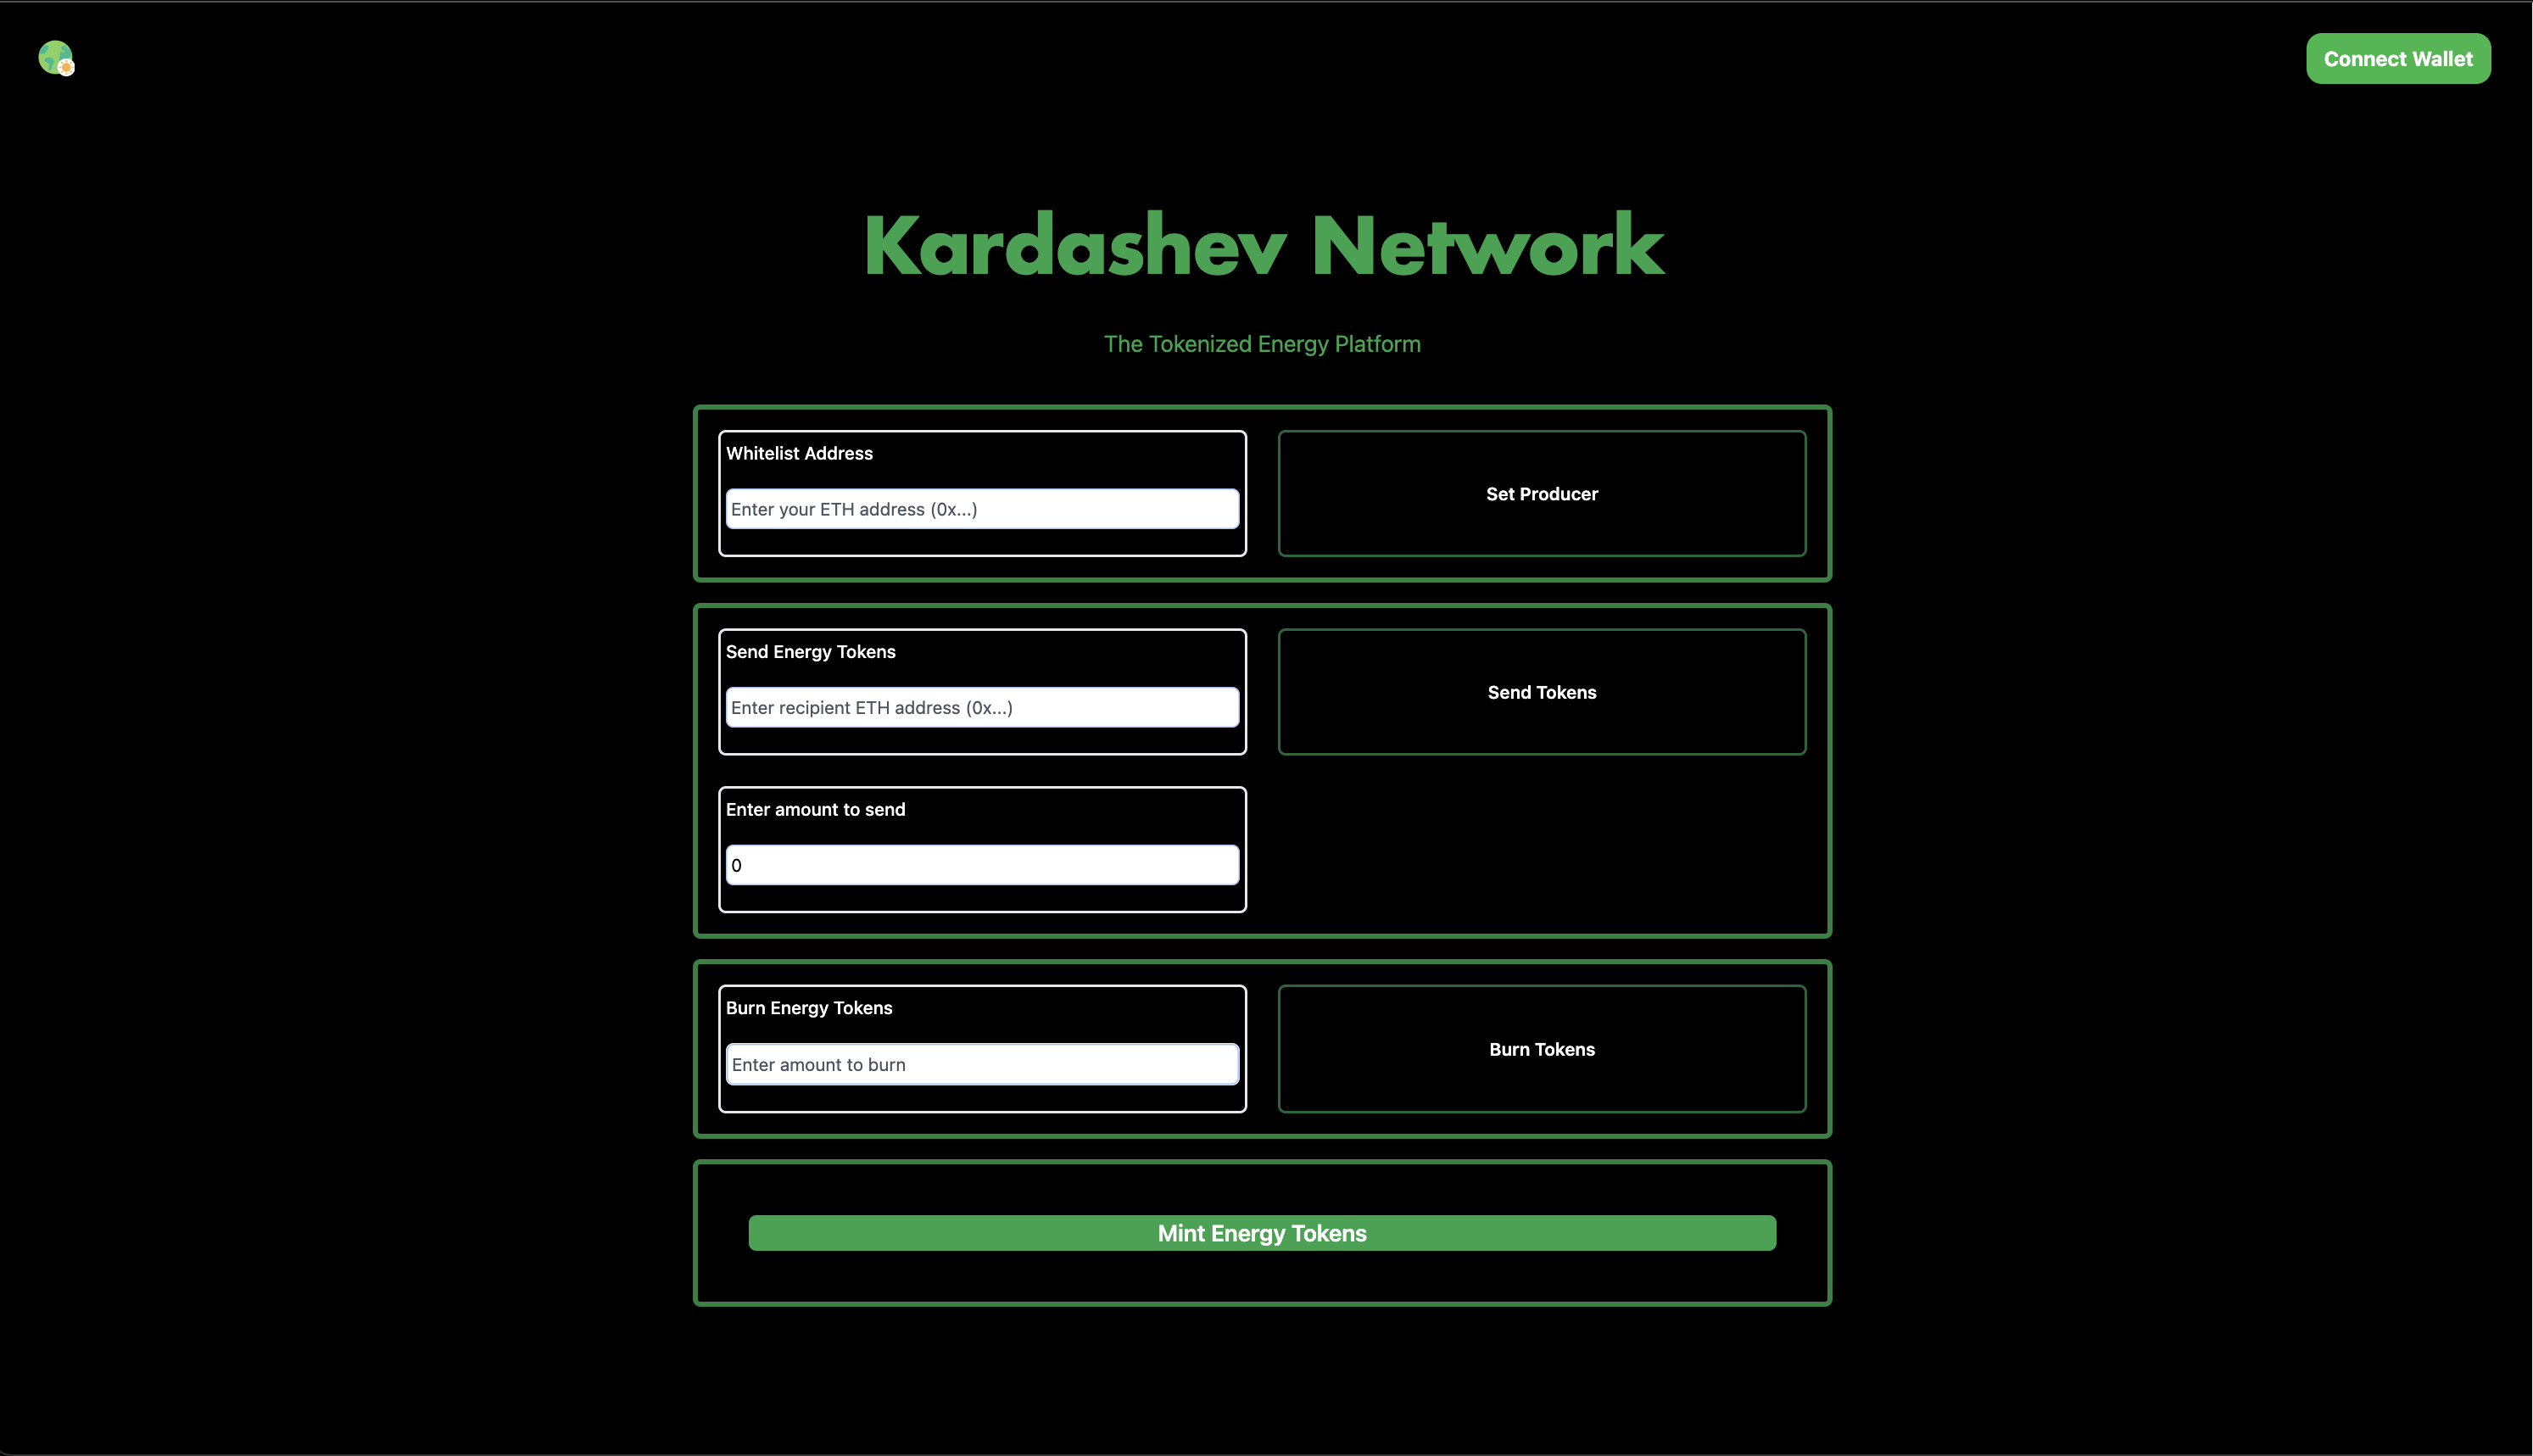 Connect Wallet
Kardashev Network
The Tokenized Energy Platform
Whitelist Address
Enter your ETH address (0x...)
Set Producer
Send Energy Tokens
Enter recipient ETH address (0x...)
Send Tokens
Enter amount to send
0
Burn Energy Tokens
Enter amount to burn
Burn Tokens
Mint Energy Tokens